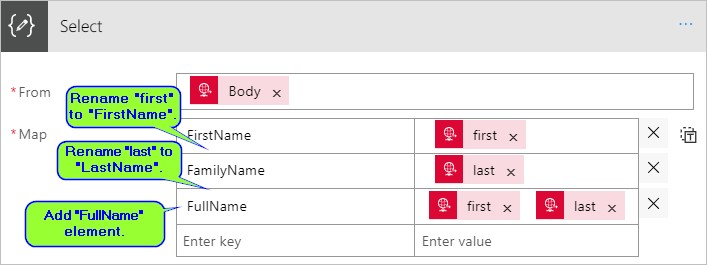 Select
...
* From
Body ×
Rename "first"
to "FirstName".
* Map
FirstName
first ×
×
T
Rename "last" to
"LastName".
FamilyName
last ×
×
FullName
first ×
last ×
×
Add "FullName"
element.
Enter key
Enter value